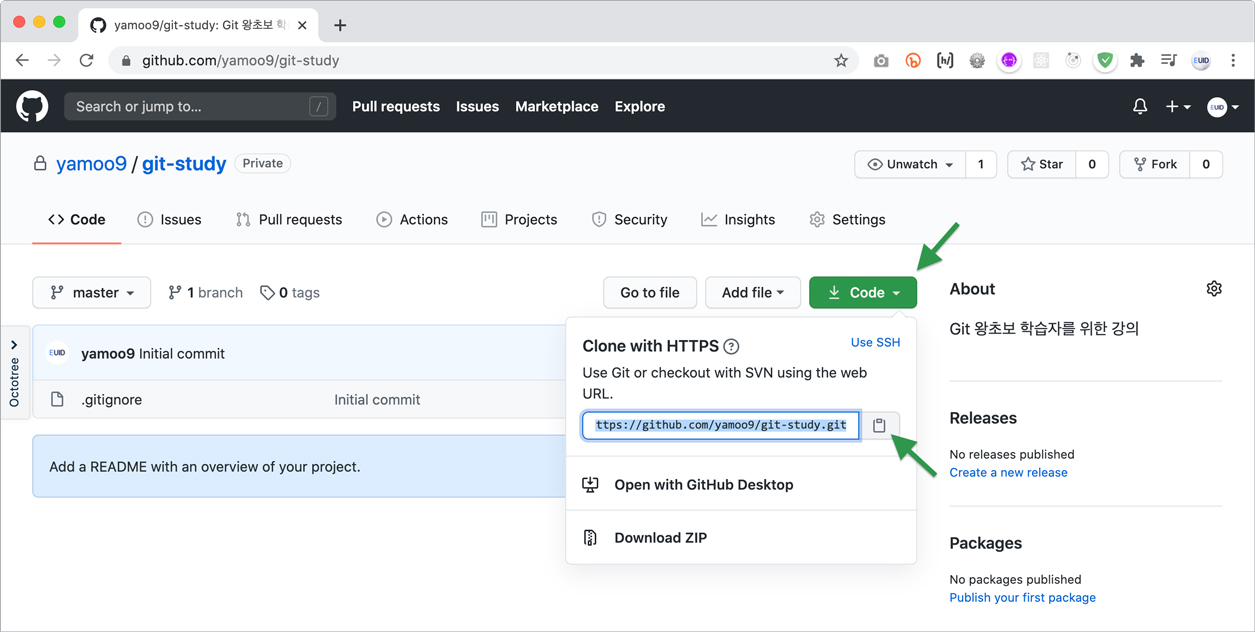 yamoo9/git-study: Git 왕초보 학
github.com/yamoo9/git-study
EUID
Search or jump to... /
Pull requests Issues Marketplace Explore
EUID
yamoo9 / git-study Private
Unwatch 1 Star 0 Fork 0
Code Issues Pull requests Actions Projects Security Insights Settings
master 1 branch 0 tags
Go to file Add file Code
Octotree
EUID yamoo9 Initial commit
.gitignore Initial commit
Add a README with an overview of your project.
Clone with HTTPS ? Use SSH
Use Git or checkout with SVN using the web
URL.
ttps://github.com/yamoo9/git-study.git
Open with GitHub Desktop
Download ZIP
About
Git 왕초보 학습자를 위한 강의
Releases
No releases published
Create a new release
Packages
No packages published
Publish your first package